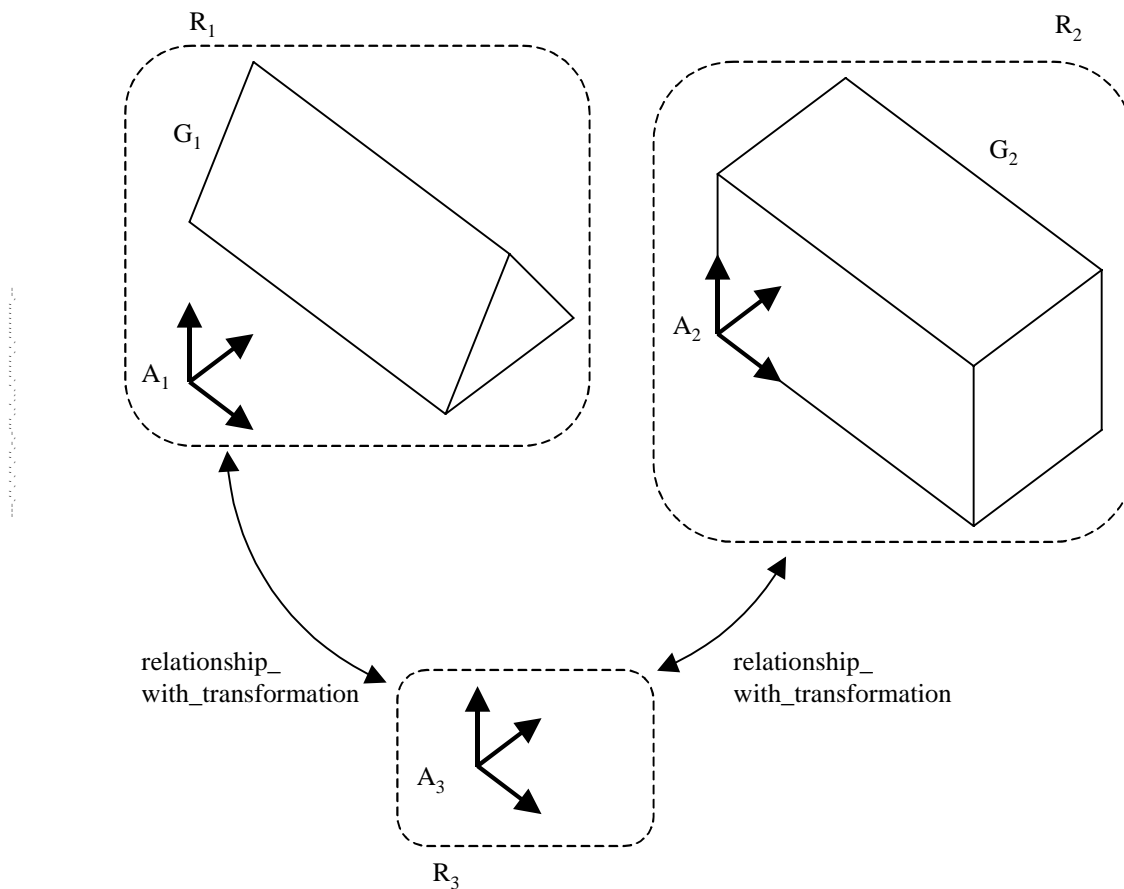 R₁
R₂
G₁
G₂
A₂
A₁
relationship_
with_transformation
relationship_
with_transformation
A₃
R₃